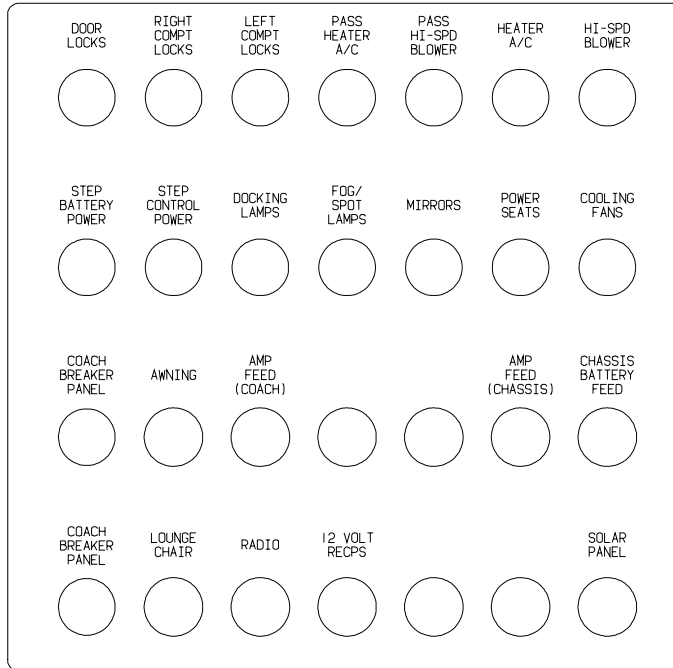 DOOR
LOCKS
RIGHT
COMPT
LOCKS
LEFT
COMPT
LOCKS
PASS
HEATER
A/C
PASS
HI-SPD
BLOWER
HEATER
A/C
HI-SPD
BLOWER
STEP
BATTERY
POWER
STEP
CONTROL
POWER
DOCKING
LAMPS
FOG/
SPOT
LAMPS
MIRRORS
POWER
SEATS
COOLING
FANS
COACH
BREAKER
PANEL
AWNING
AMP
FEED
(COACH)
AMP
FEED
(CHASSIS)
CHASSIS
BATTERY
FEED
COACH
BREAKER
PANEL
LOUNGE
CHAIR
RADIO
12 VOLT
RECPS
SOLAR
PANEL